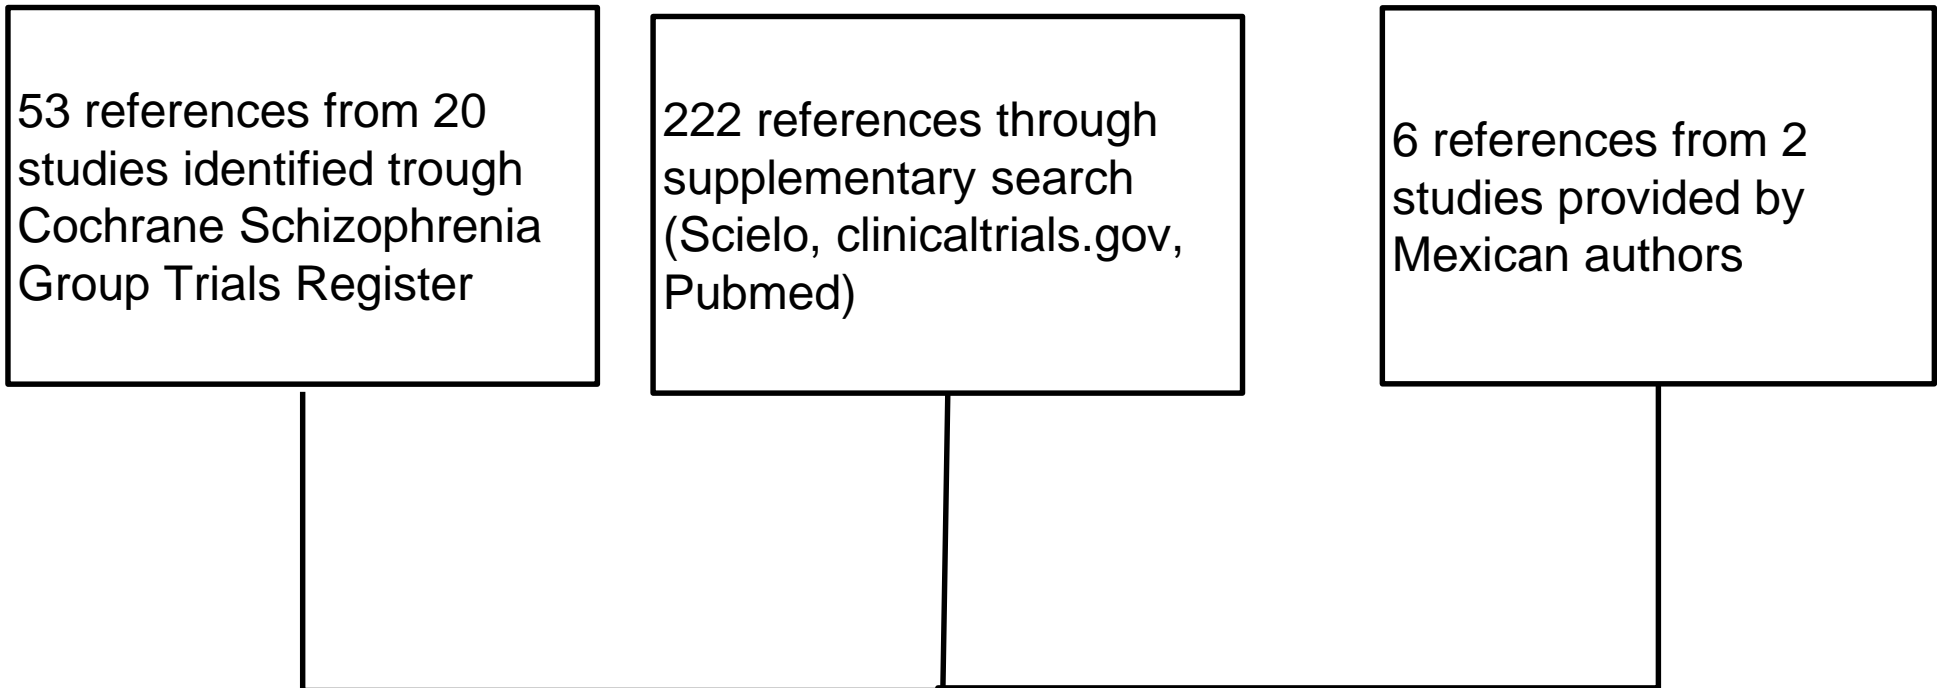 53 references from 20
studies identified trough
Cochrane Schizophrenia
Group Trials Register
222 references through
supplementary search
(Scielo, clinicaltrials.gov,
Pubmed)
6 references from 2
studies provided by
Mexican authors